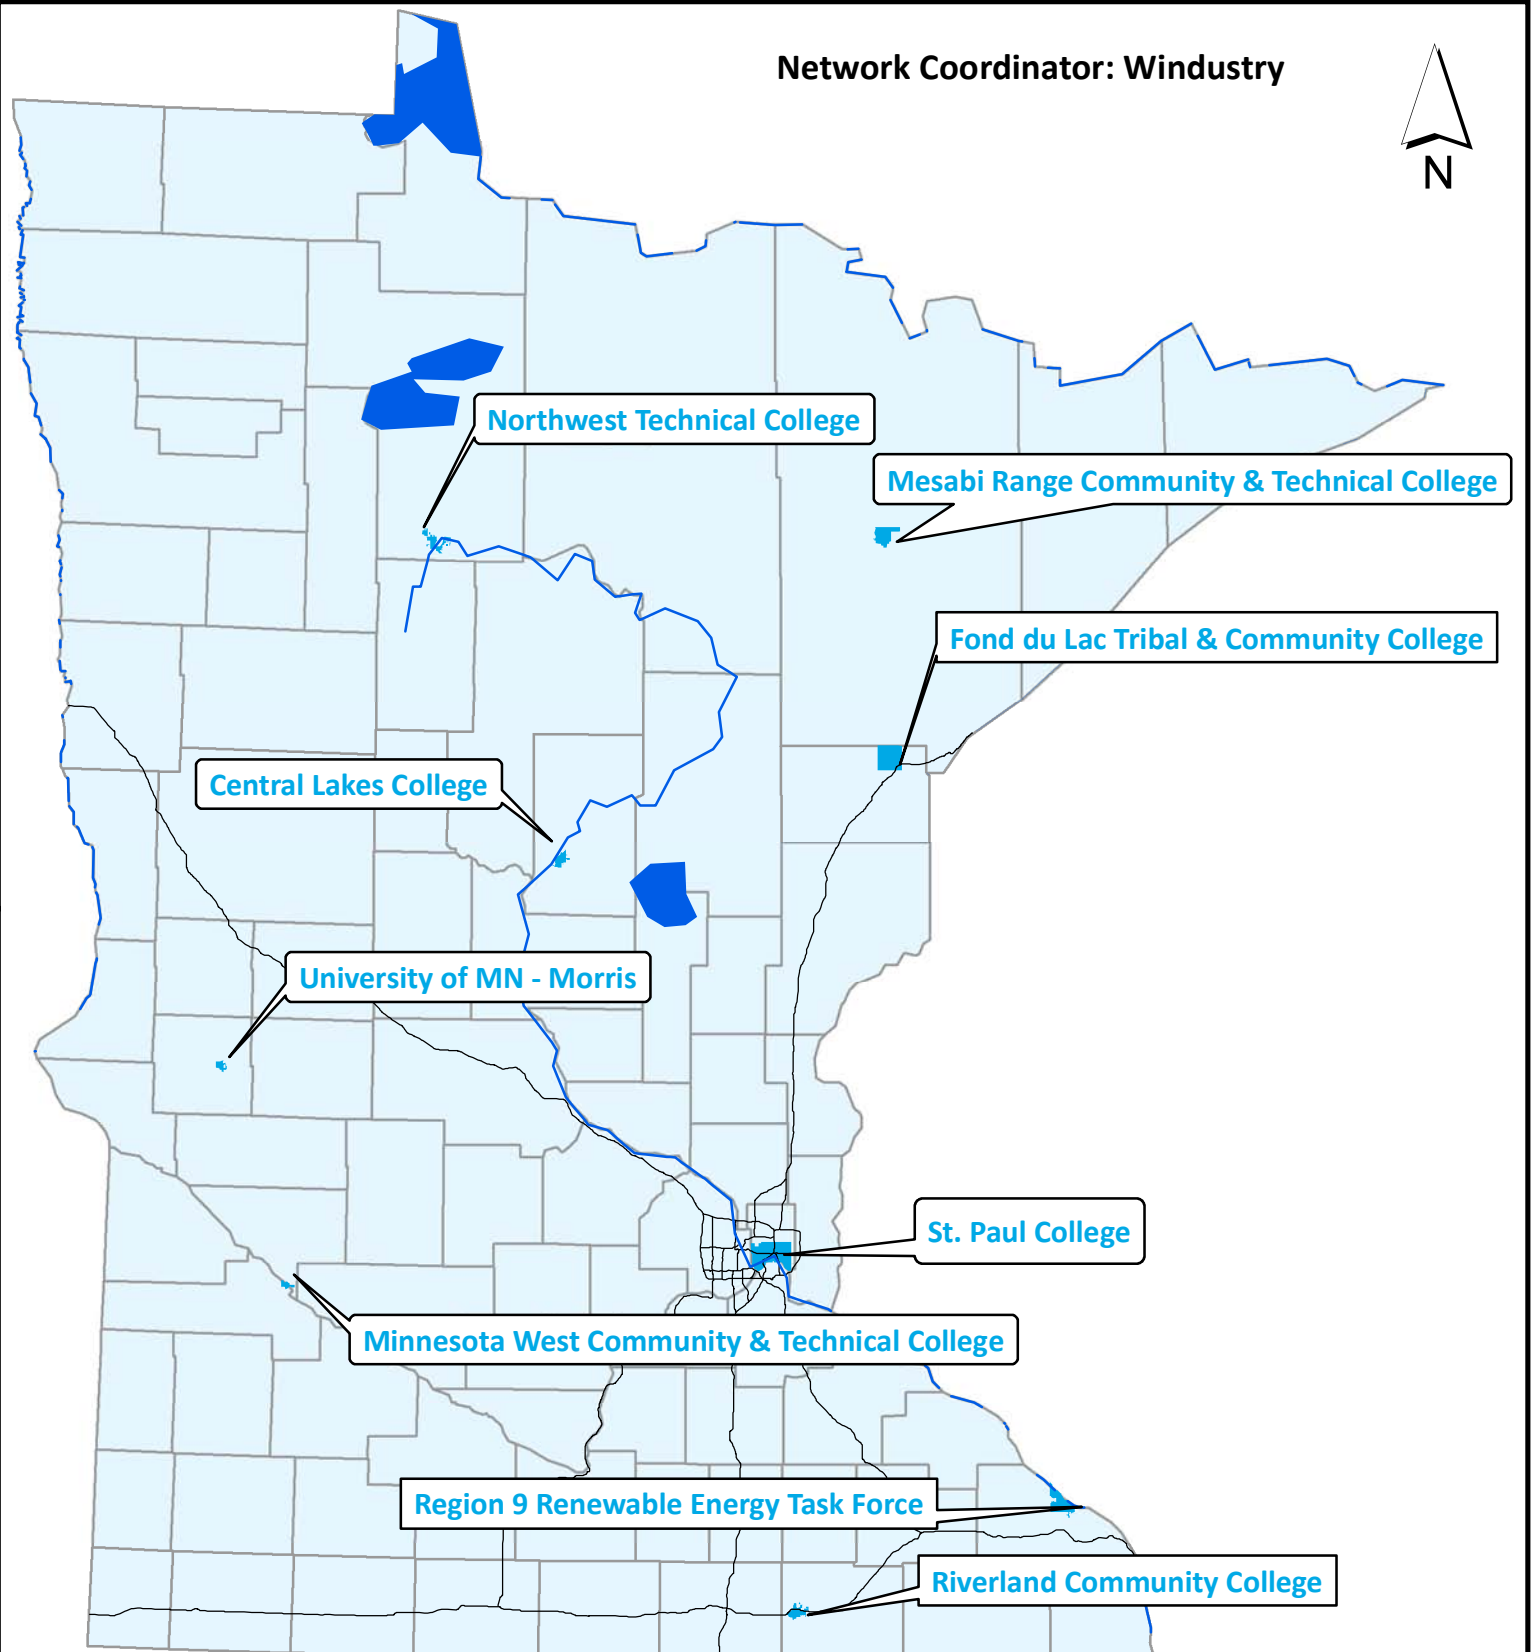 Network Coordinator: Windustry
N
Northwest Technical College
Mesabi Range Community & Technical College
Fond du Lac Tribal & Community College
Central Lakes College
University of MN - Morris
St. Paul College
Minnesota West Community & Technical College
Region 9 Renewable Energy Task Force
Riverland Community College